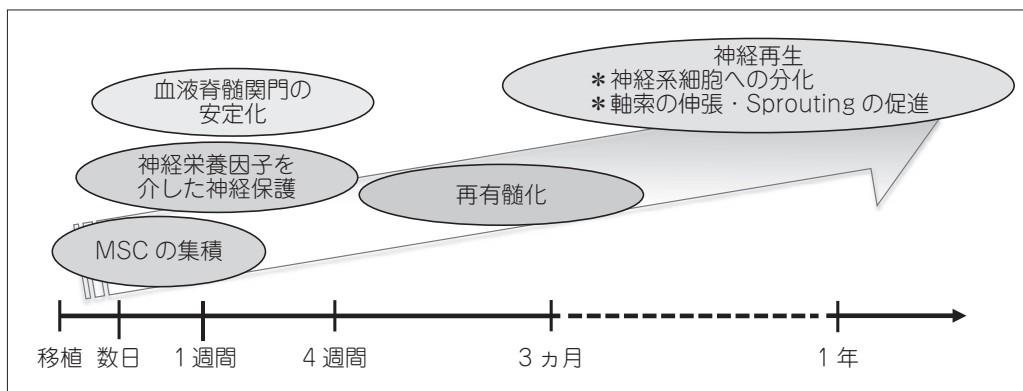 神経再生
＊神経系細胞への分化
＊軸索の伸張・Sprouting の促進
血液脊髄関門の
安定化
神経栄養因子を
介した神経保護
再有髄化
MSC の集積
移植 数日 1 週間 4 週間 3 ヵ月 1 年